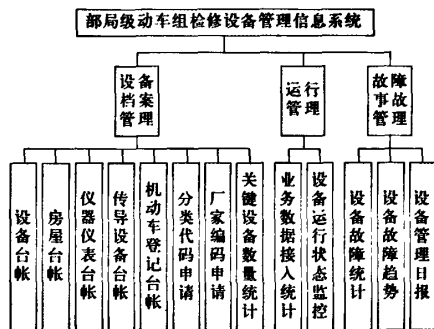 部局级动车组检修设备管理信息系统
设备
档案
管理
运行
管理
故障
事故
管理
设备台帐
房屋台帐
仪器仪表台帐
传导设备台帐
机动车登记台帐
分类代码申请
厂家编码申请
关键设备数量统计
业务数据接入统计
设备运行状态监控
设备故障统计
设备故障趋势
设备管理日报